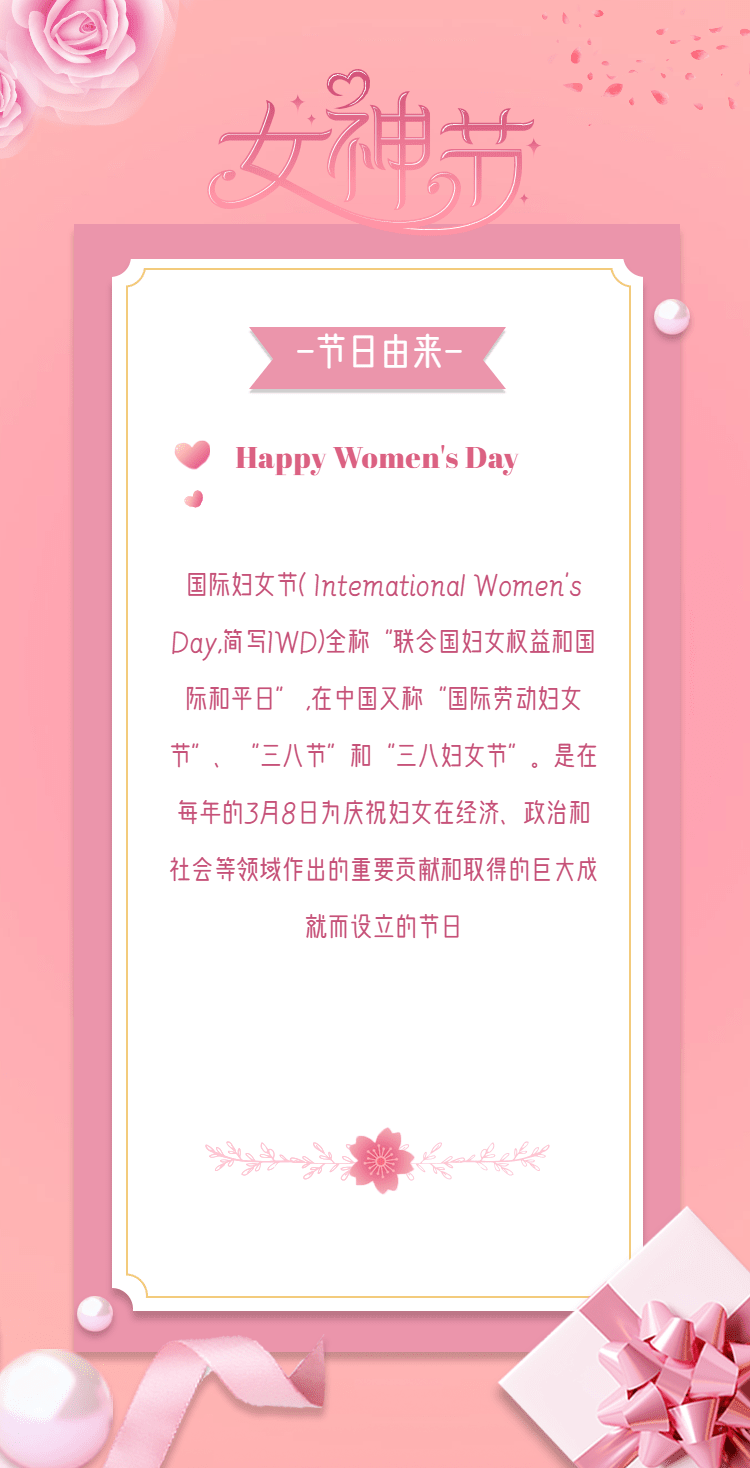 女神节
-节日由来-
Happy Women's Day
国际妇女节( Intemational Women's
Day,简写IWD)全称“联合国妇女权益和国
际和平日” ,在中国又称“国际劳动妇女
节”、 “三八节”和“三八妇女节”。是在
每年的3月8日为庆祝妇女在经济、政治和
社会等领域作出的重要贡献和取得的巨大成
就而设立的节日